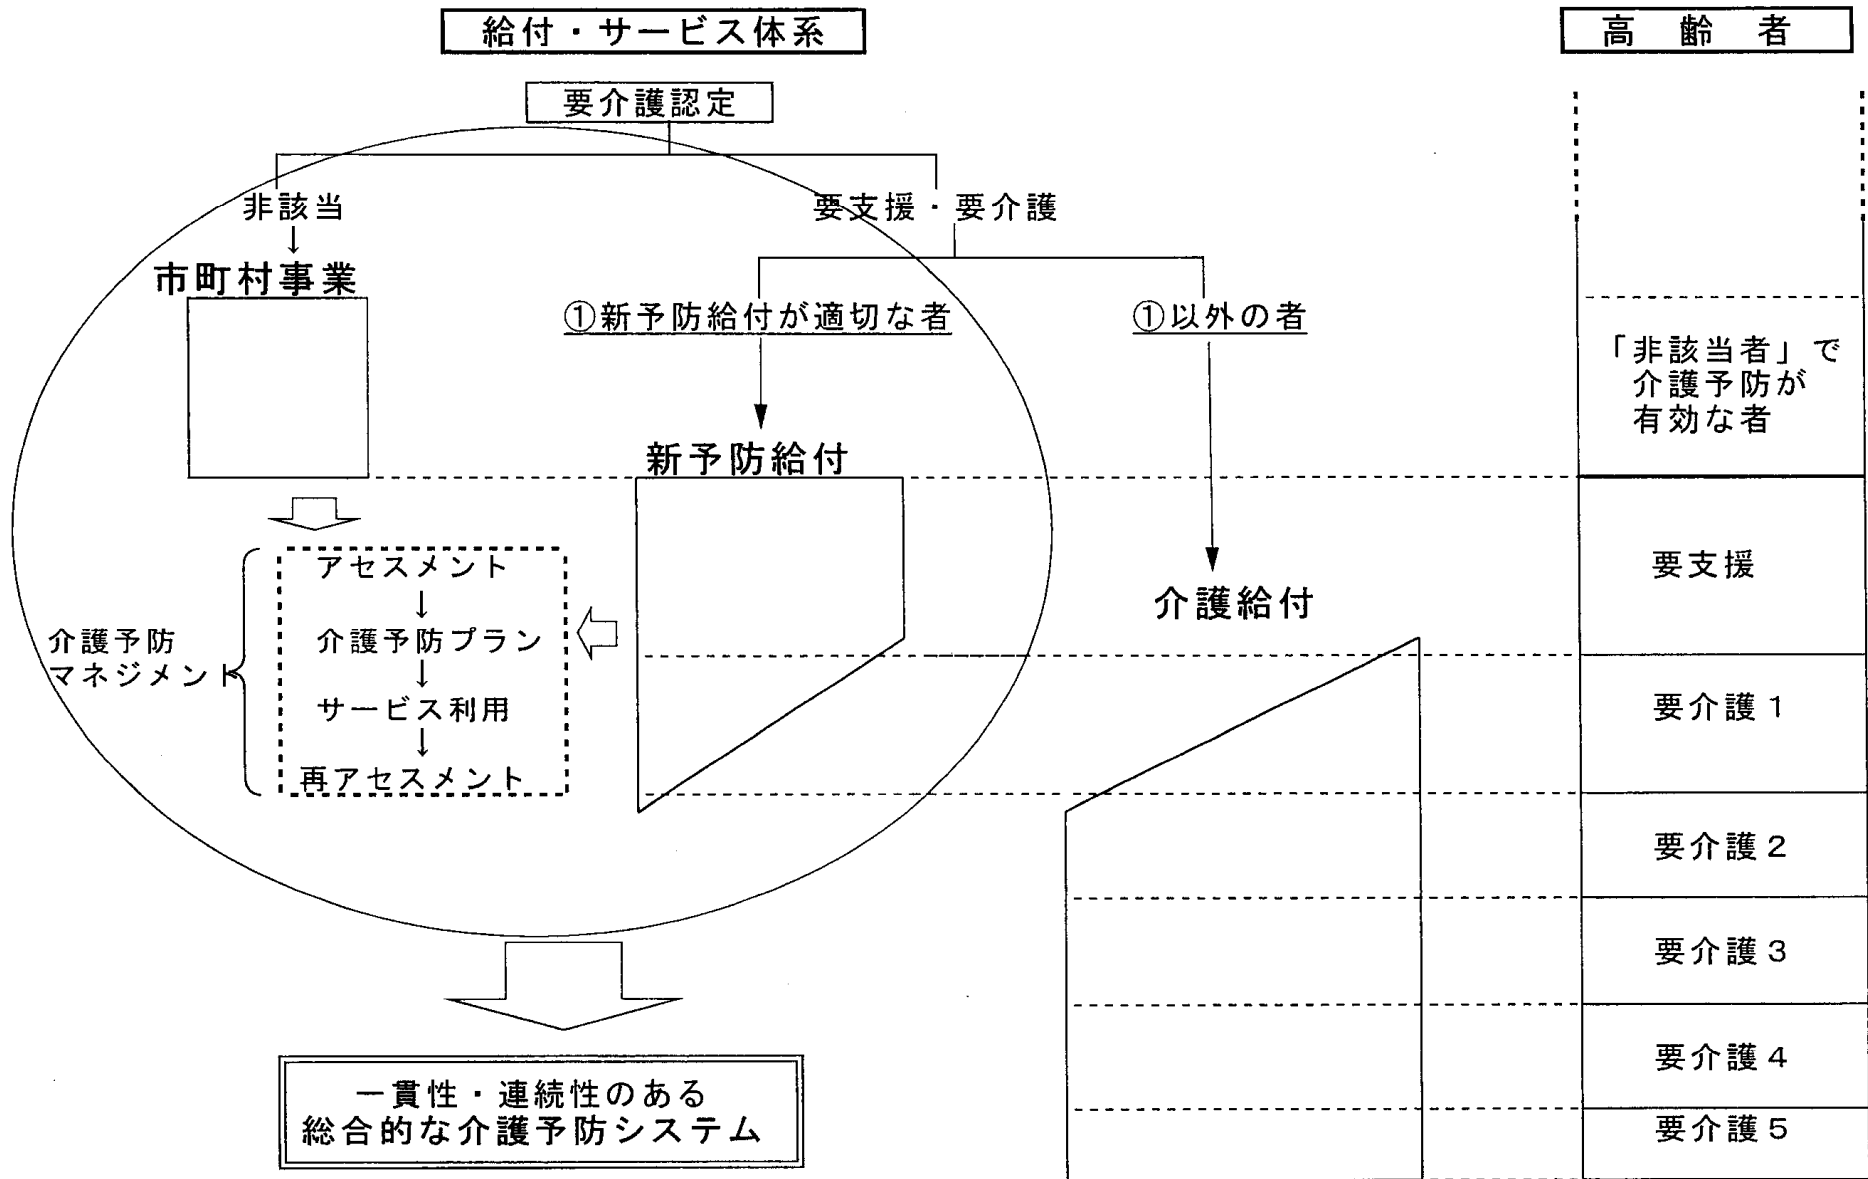 給付・サービス体系
高齢者
要介護認定
非該当
要支援・要介護
↓
市町村事業
①新予防給付が適切な者
①以外の者
「非該当者」で
介護予防が
有効な者
新予防給付
アセスメント
↓
介護予防プラン
↓
サービス利用
↓
再アセスメント
介護予防
マネジメント
介護給付
要支援
要介護1
要介護2
要介護3
要介護4
要介護5
一貫性・連続性のある
総合的な介護予防システム